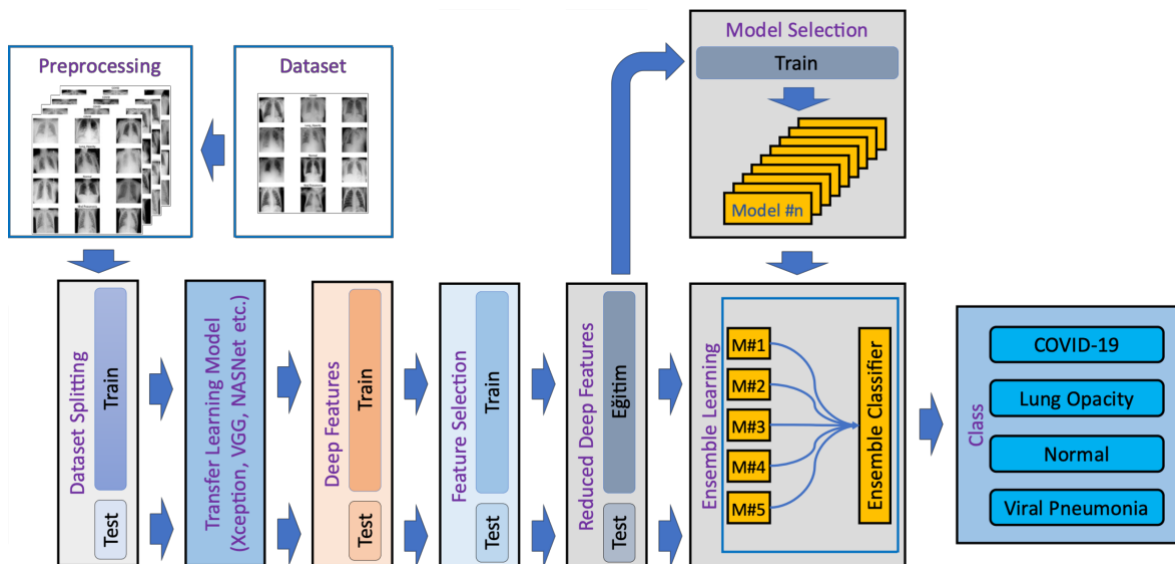 Preprocessing
Dataset
Model Selection
Train
Model #n
Dataset Splitting
Train
Test
Transfer Learning Model
(Xception, VGG, NASNet etc.)
Deep Features
Train
Test
Feature Selection
Train
Test
Reduced Deep Features
Eğitim
Test
Ensemble Learning
M#1
M#2
M#3
M#4
M#5
Ensemble Classifier
Class
COVID-19
Lung Opacity
Normal
Viral Pneumonia